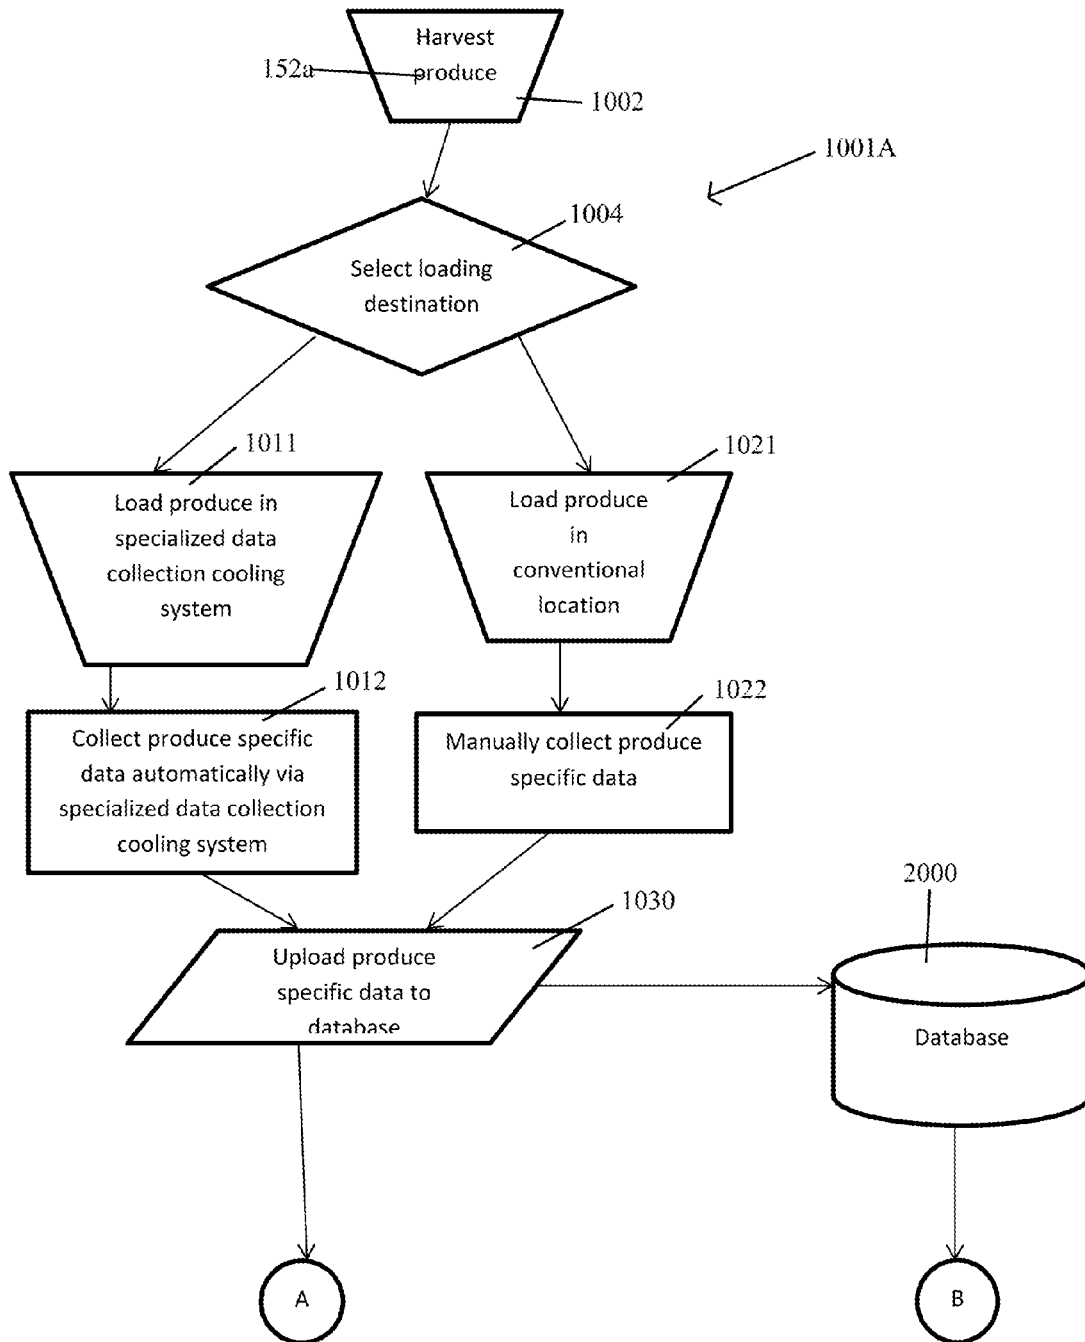 Harvest
produce
152a
1002
1001A
1004
Select loading
destination
1011
1021
Load produce in
specialized data
collection cooling
system
Load produce
in
conventional
location
1012
1022
Collect produce specific
data automatically via
specialized data collection
cooling system
Manually collect produce
specific data
1030
2000
Upload produce
specific data to
database
Database
A
B